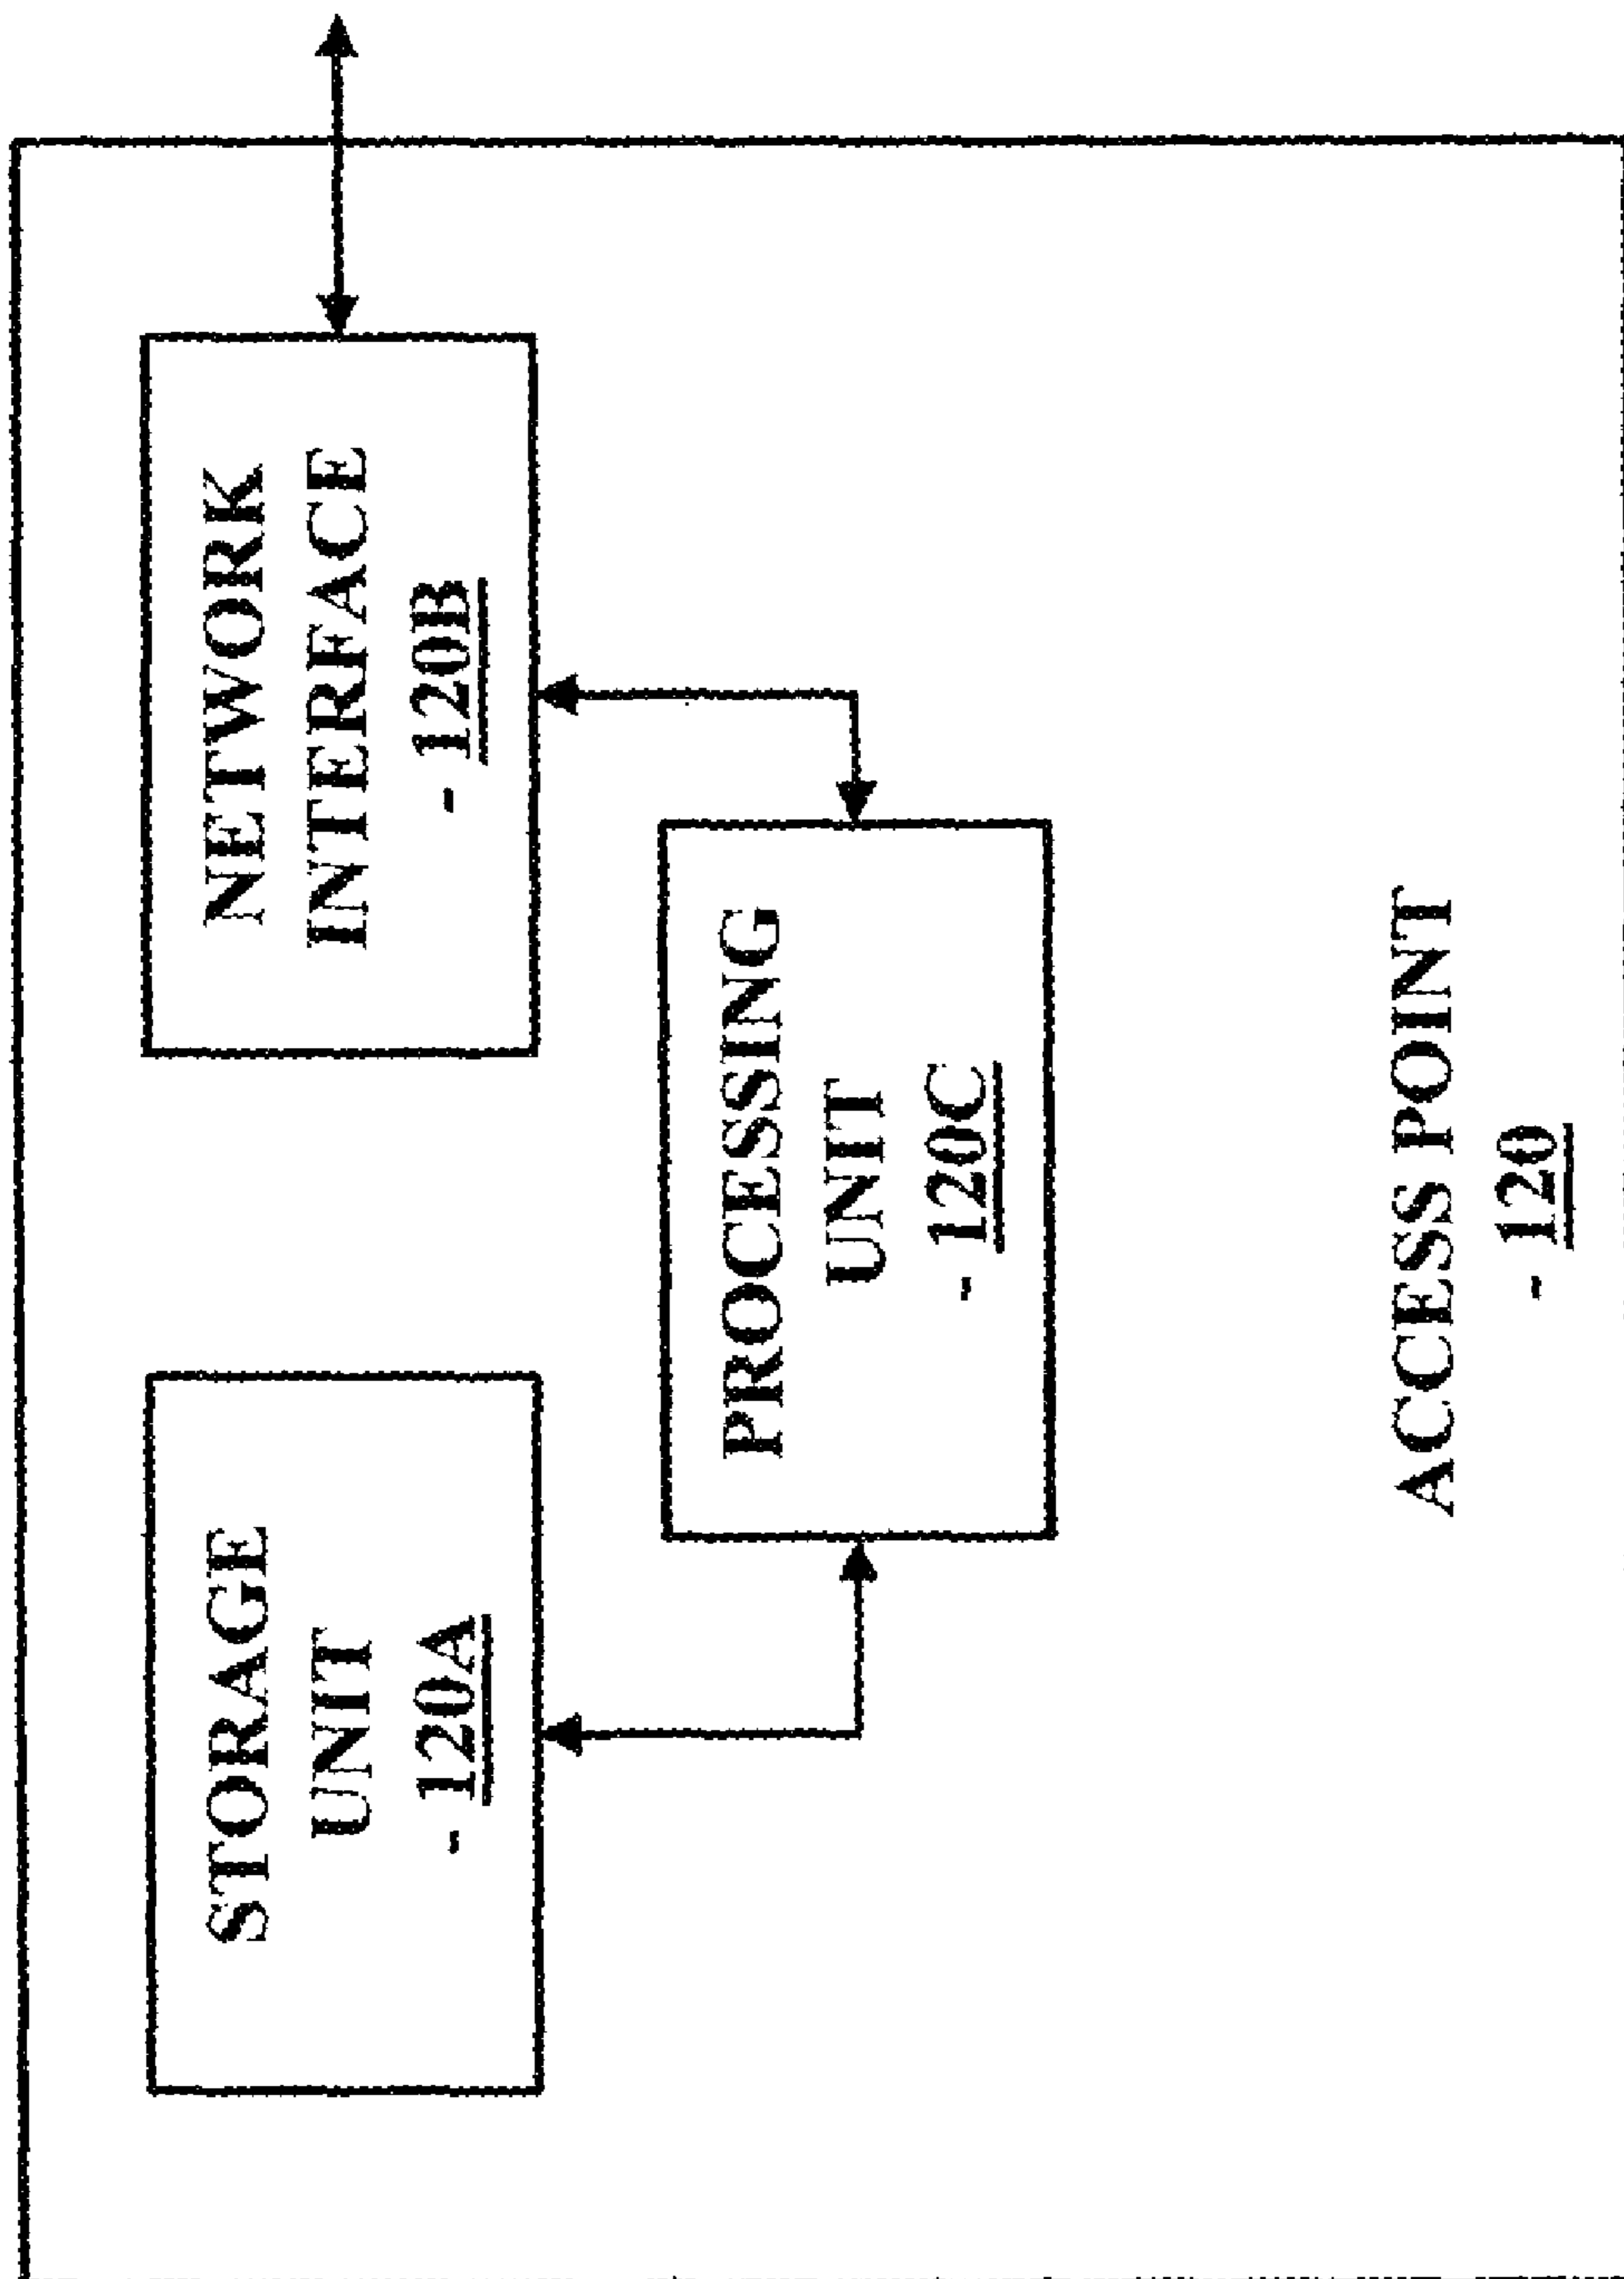 STORAGE
UNIT
- 120A
NETWORK
INTERFACE
- 120B
PROCESSING
UNIT
- 120C
ACCESS POINT
- 120